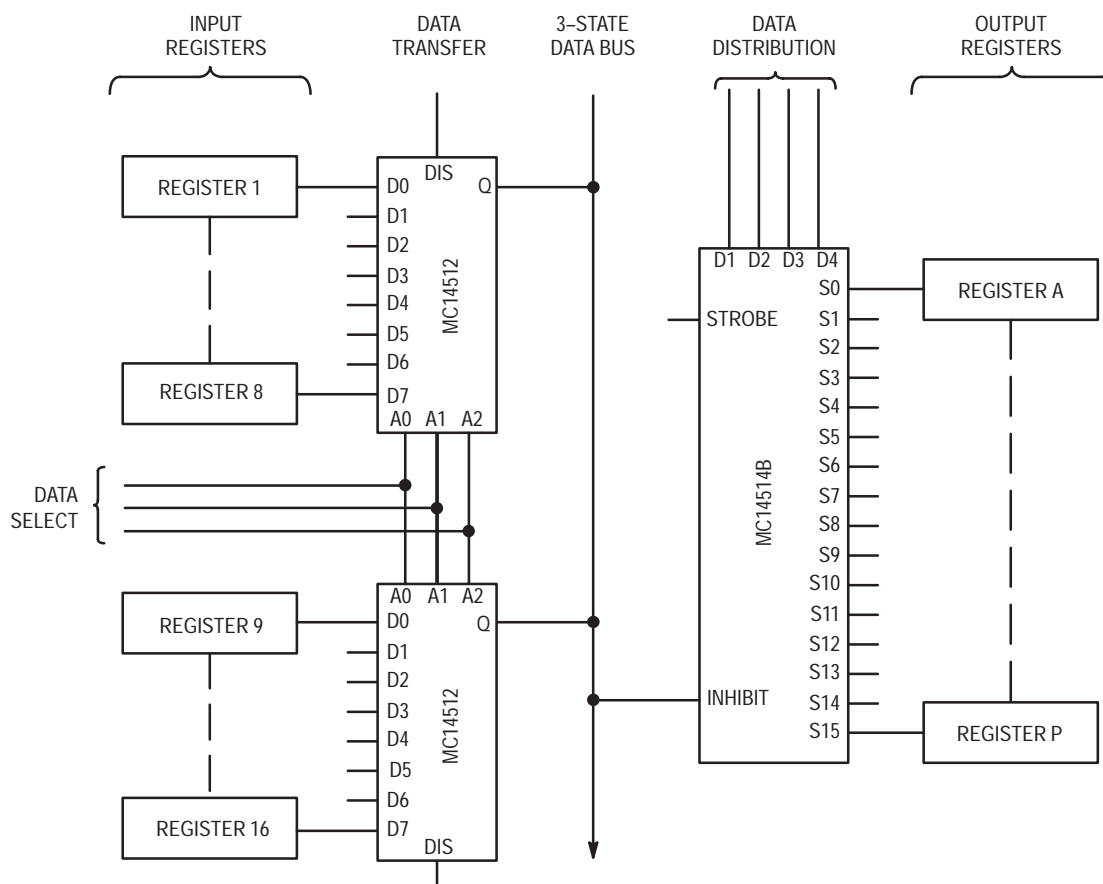 INPUT
REGISTERS
DATA
TRANSFER
3–STATE
DATA BUS
DATA
DISTRIBUTION
OUTPUT
REGISTERS
REGISTER 1
REGISTER 8
DIS
D0
Q
D1
D2
D3
D4
D5
D6
D7
MC14512
A0 A1 A2
DATA
SELECT
REGISTER 9
REGISTER 16
A0 A1 A2
D0
Q
D1
D2
D3
D4
D5
D6
D7
MC14512
DIS
D1 D2 D3 D4
STROBE
INHIBIT
MC14514B
S0
S1
S2
S3
S4
S5
S6
S7
S8
S9
S10
S11
S12
S13
S14
S15
REGISTER A
REGISTER P